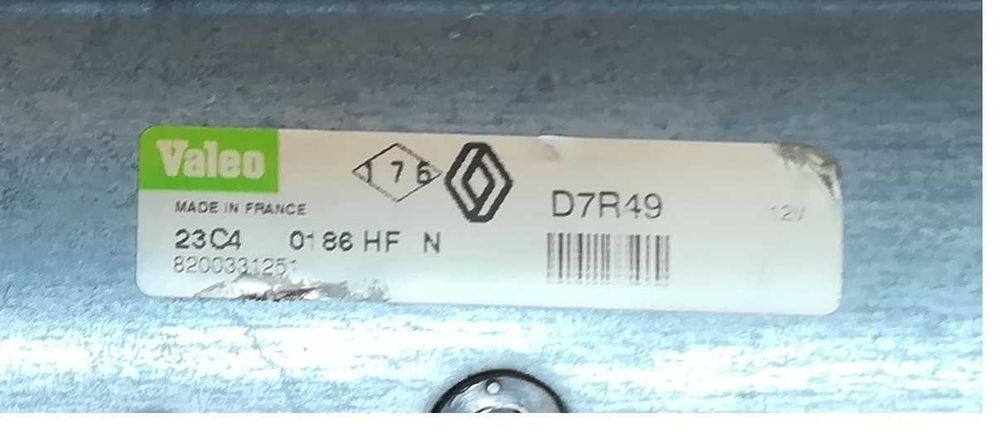 Valeo
176
D7R49
12V
MADE IN FRANCE
23C4 0186 HF N
8200331251